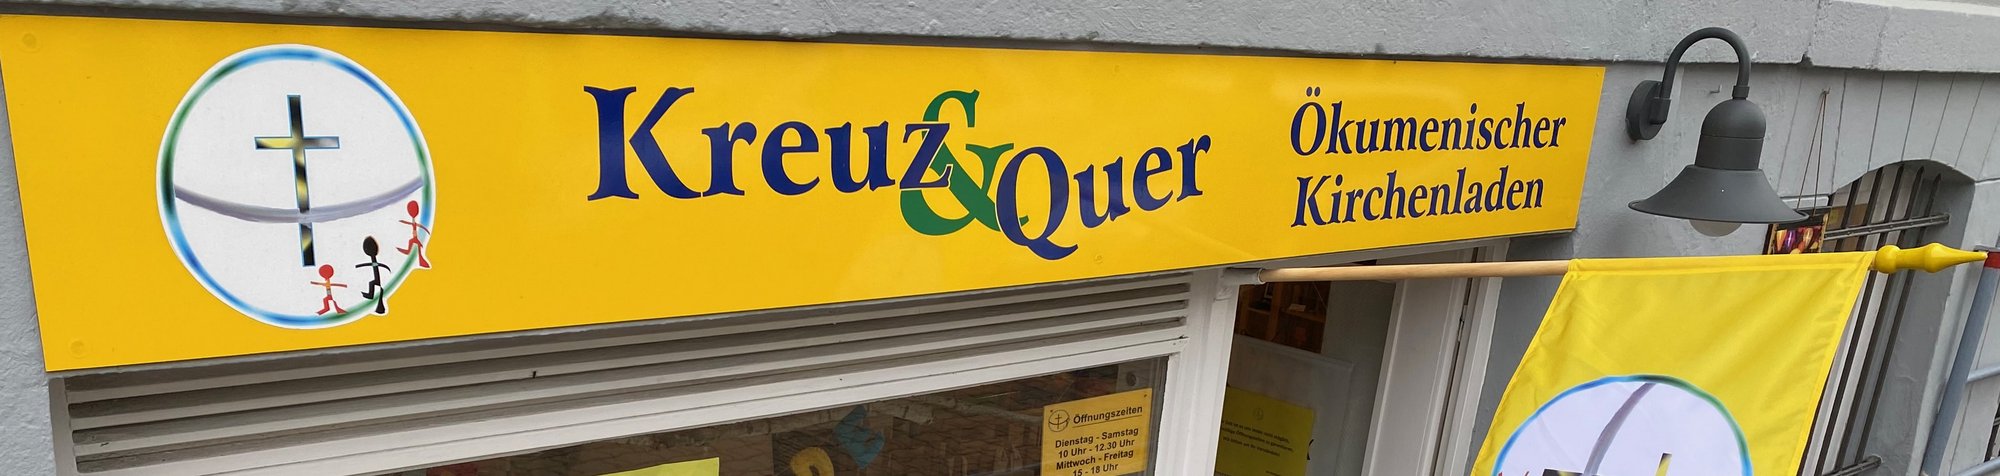 Kreuz & Quer
Ökumenischer
Kirchenladen
Öffnungszeiten
Dienstag - Samstag
10 Uhr - 12.30 Uhr
Mittwoch - Freitag
15 - 18 Uhr